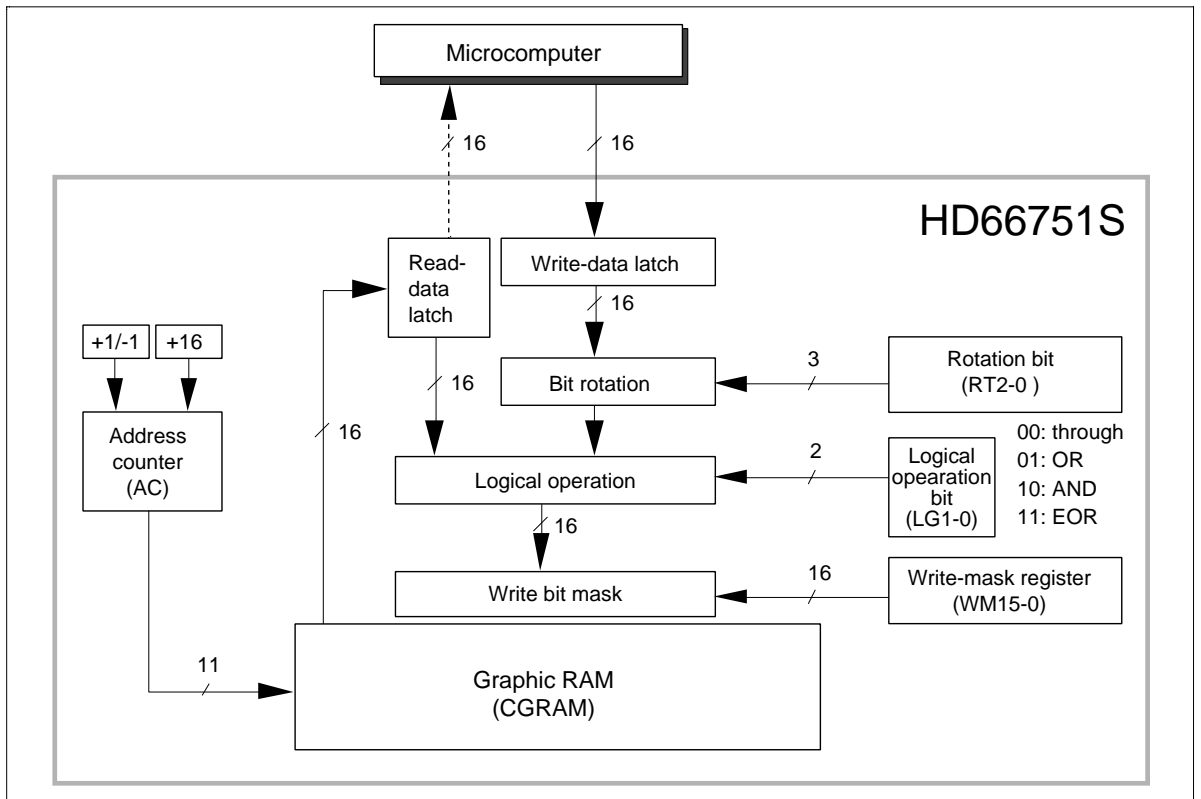 Microcomputer
16
16
HD66751S
Read-
data
latch
Write-data latch
16
+1/-1
+16
16
Bit rotation
3
Rotation bit
(RT2-0 )
16
Address
counter
(AC)
Logical operation
2
Logical
opearation
bit
(LG1-0)
00: through
01: OR
10: AND
11: EOR
16
Write bit mask
16
Write-mask register
(WM15-0)
11
Graphic RAM
(CGRAM)